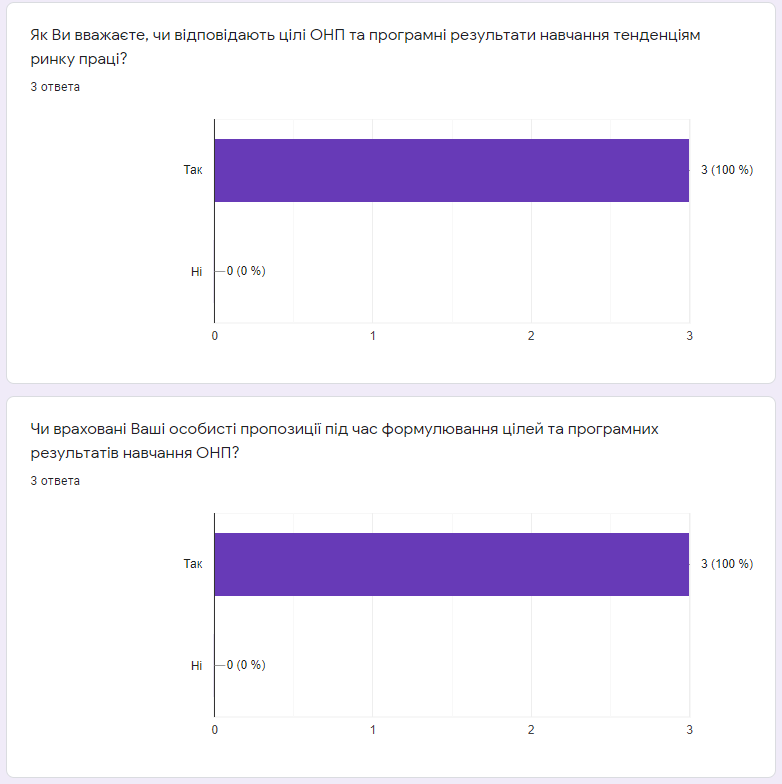 Як Ви вважаєте, чи відповідають цілі ОНП та програмні результати навчання тенденціям
ринку праці?
3 ответа
Так
3 (100 %)
Ні
0 (0 %)
0
1
2
3
Чи враховані Ваші особисті пропозиції під час формулювання цілей та програмних
результатів навчання ОНП?
3 ответа
Так
3 (100 %)
Ні
0 (0 %)
0
1
2
3